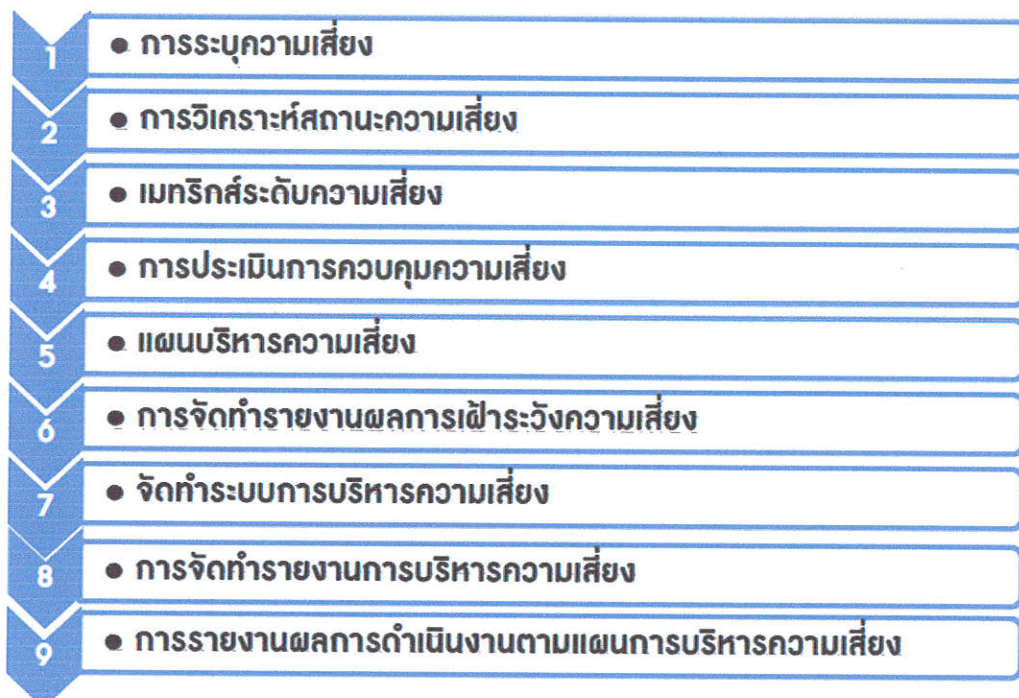 1 ● การระบุความเสี่ยง
2 ● การวิเคราะห์สถานะความเสี่ยง
3 ● เมทริกส์ระดับความเสี่ยง
4 ● การประเมินการควบคุมความเสี่ยง
5 ● แผนบริหารความเสี่ยง
6 ● การจัดทำรายงานผลการเฝ้าระวังความเสี่ยง
7 ● จัดทำระบบการบริหารความเสี่ยง
8 ● การจัดทำรายงานการบริหารความเสี่ยง
9 ● การรายงานผลการดำเนินงานตามแผนการบริหารความเสี่ยง